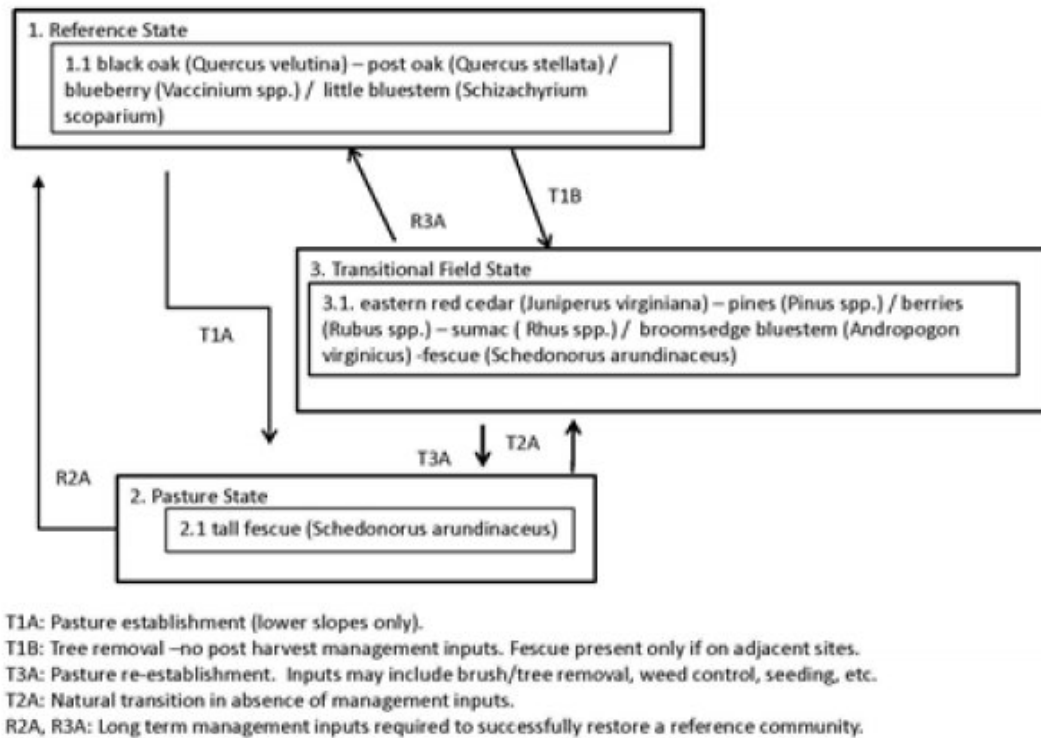 1. Reference State
1.1 black oak (Quercus velutina) – post oak (Quercus stellata) /
blueberry (Vaccinium spp.) / little bluestem (Schizachyrium
scoparium)
T1B
R3A
3. Transitional Field State
3.1. eastern red cedar (Juniperus virginiana) – pines (Pinus spp.) / berries
(Rubus spp.) – sumac ( Rhus spp.) / broomsedge bluestem (Andropogon
virginicus) -fescue (Schedonorus arundinaceus)
T1A
T2A
T3A
R2A
2. Pasture State
2.1 tall fescue (Schedonorus arundinaceus)
T1A: Pasture establishment (lower slopes only).
T1B: Tree removal –no post harvest management inputs. Fescue present only if on adjacent sites.
T3A: Pasture re-establishment. Inputs may include brush/tree removal, weed control, seeding, etc.
T2A: Natural transition in absence of management inputs.
R2A, R3A: Long term management inputs required to successfully restore a reference community.